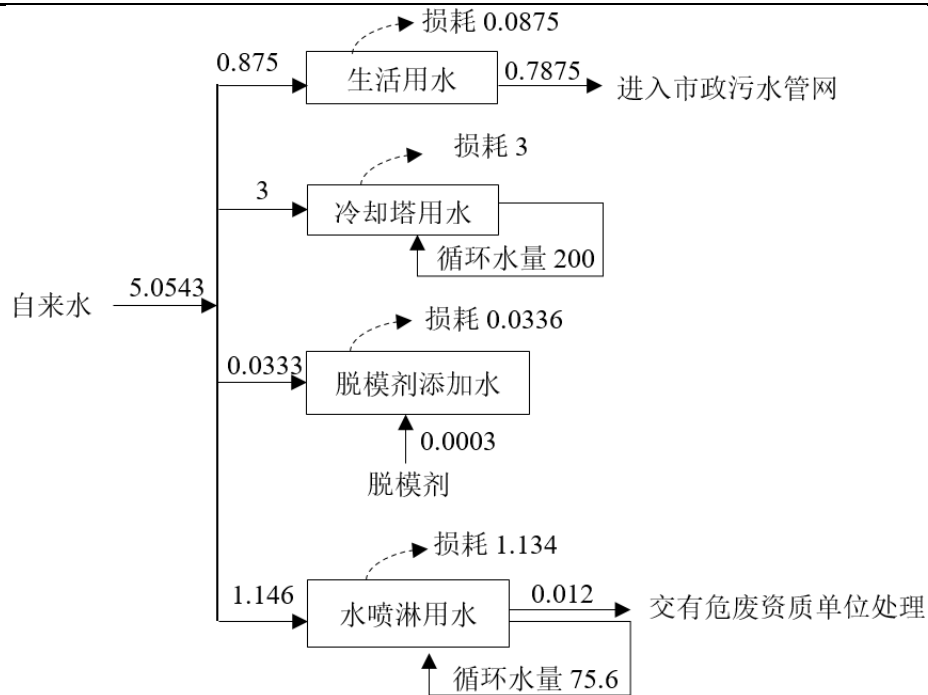 损耗 0.0875
0.875
生活用水
0.7875
进入市政污水管网
损耗 3
3
冷却塔用水
循环水量 200
自来水
5.0543
损耗 0.0336
0.0333
脱模剂添加水
0.0003
脱模剂
损耗 1.134
1.146
水喷淋用水
0.012
交有危废资质单位处理
循环水量 75.6